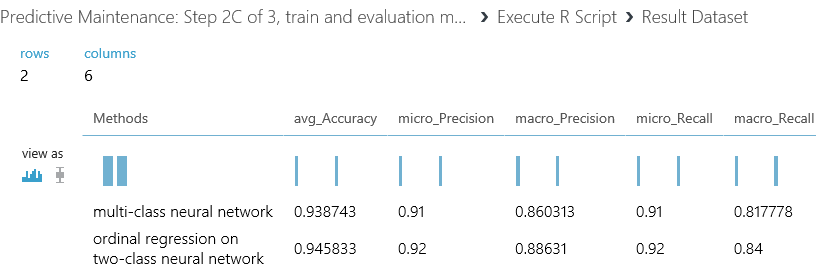 Predictive Maintenance: Step 2C of 3, train and evaluation m... › Execute R Script › Result Dataset
rows columns
2 6
Methods avg_Accuracy micro_Precision macro_Precision micro_Recall macro_Recall
view as
multi-class neural network 0.938743 0.91 0.860313 0.91 0.817778
ordinal regression on
two-class neural network 0.945833 0.92 0.88631 0.92 0.84